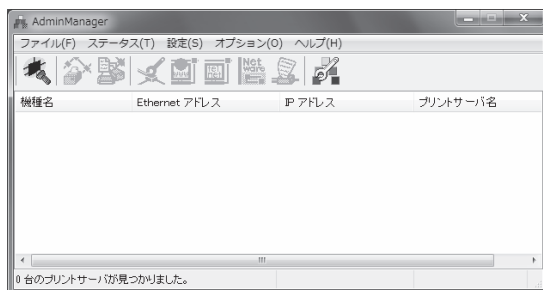 AdminManager
ファイル(F) ステータス(T) 設定(S) オプション(O) ヘルプ(H)
Net ware
機種名 Ethernet アドレス IP アドレス プリントサーバ名
0 台のプリントサーバが見つかりました。